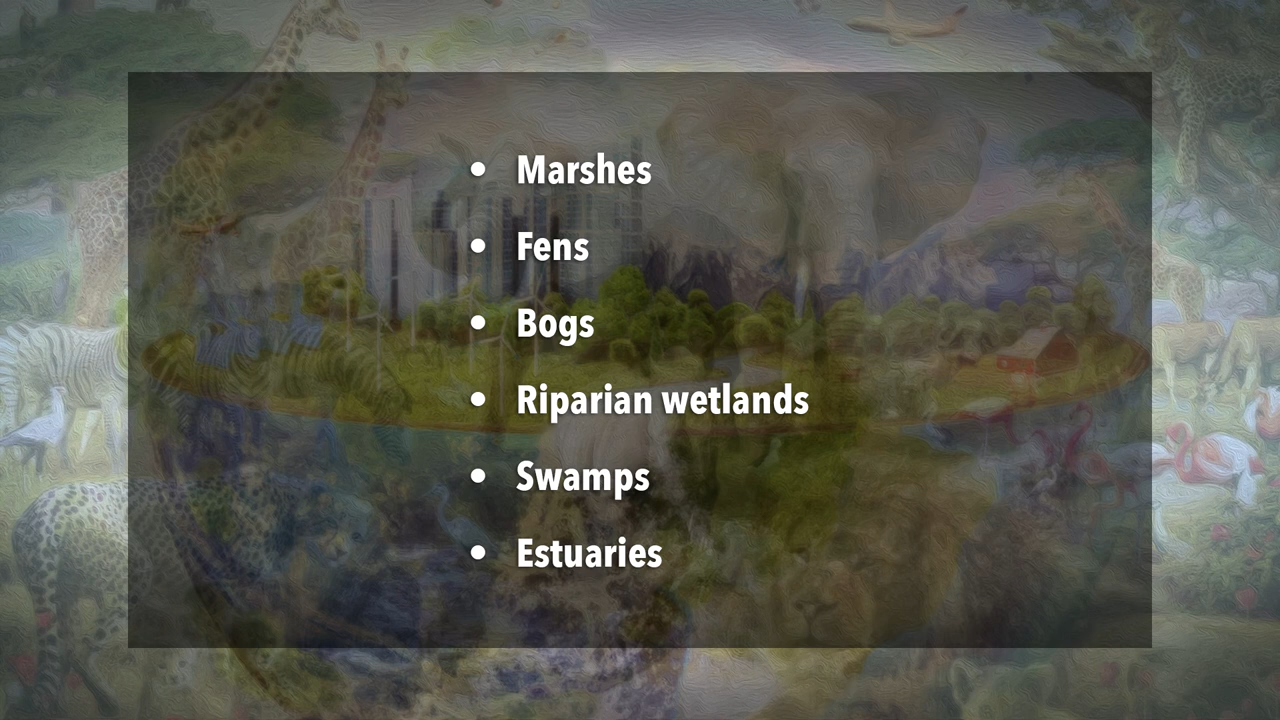 • Marshes
• Fens
• Bogs
• Riparian wetlands
• Swamps
• Estuaries